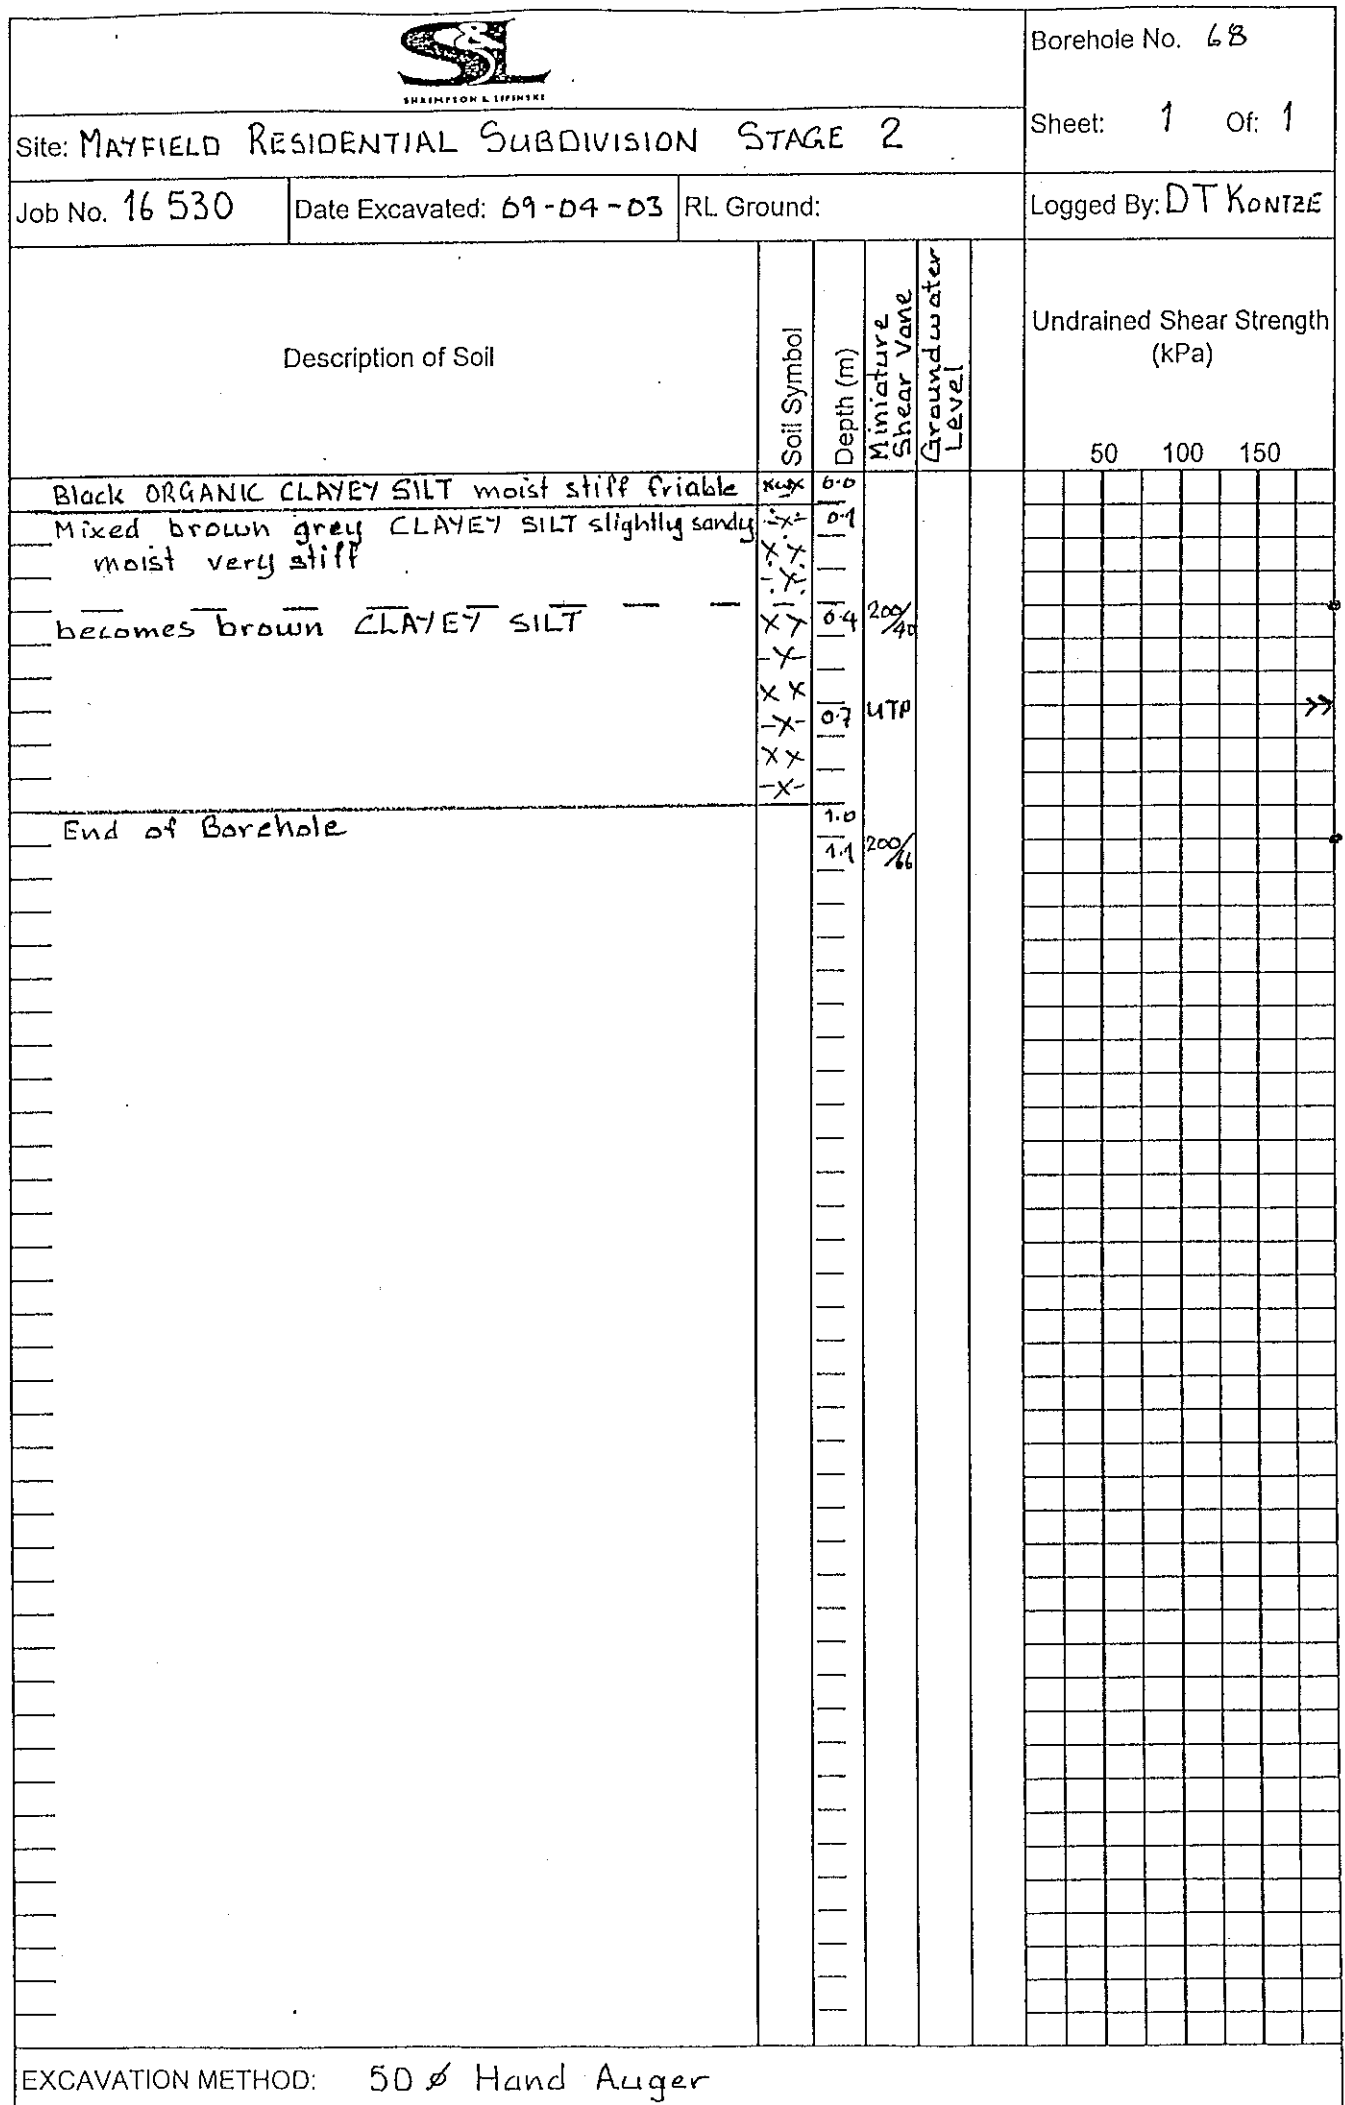 S&L
SHRIMPTON & LIPINSKI
Borehole No. 68
Sheet: 1 Of: 1
Site: MAYFIELD RESIDENTIAL SUBDIVISION STAGE 2
Job No. 16 530
Date Excavated: 09-04-03
RL Ground:
Logged By: DT KONTZE
Description of Soil
Soil Symbol
Depth (m)
Miniature
Shear Vane
Groundwater
Level
Undrained Shear Strength
(kPa)
50 100 150
Black ORGANIC CLAYEY SILT moist stiff friable 0.0
Mixed brown grey CLAYEY SILT slightly sandy 0.1
moist very stiff
becomes brown CLAYEY SILT 0.4 200/40
0.7 UTP
1.0
End of Borehole
1.1 200/66
EXCAVATION METHOD: 50 ø Hand Auger